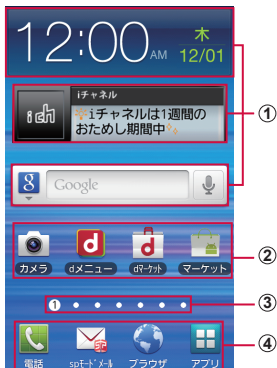 12:00 AM
木
12/01
iチャネル
ich
iチャネルは1週間の
おためし期間中
①
8 Google
カメラ dメニュー dマーケット マーケット
②
1
③
電話 spモードメール ブラウザ アプリ
④